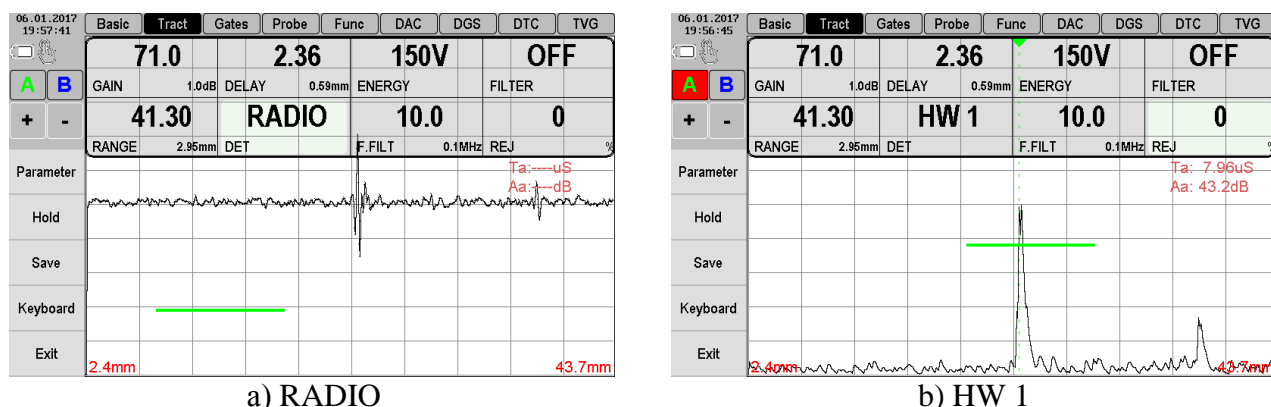 06.01.2017
19:57:41
Basic Tract Gates Probe Func DAC DGS DTC TVG
71.0 2.36 150V OFF
A B
GAIN 1.0dB DELAY 0.59mm ENERGY FILTER
+ -
41.30 RADIO 10.0 0
RANGE 2.95mm DET F.FILT 0.1MHz REJ %
Parameter
Ta:----uS
Aa:----dB
Hold
Save
Keyboard
Exit
2.4mm 43.7mm
a) RADIO
06.01.2017
19:56:45
Basic Tract Gates Probe Func DAC DGS DTC TVG
71.0 2.36 150V OFF
A B
GAIN 1.0dB DELAY 0.59mm ENERGY FILTER
+ -
41.30 HW 1 10.0 0
RANGE 2.95mm DET F.FILT 0.1MHz REJ %
Parameter
Ta: 7.96uS
Aa: 43.2dB
Hold
Save
Keyboard
Exit
2.4mm 43.7mm
b) HW 1